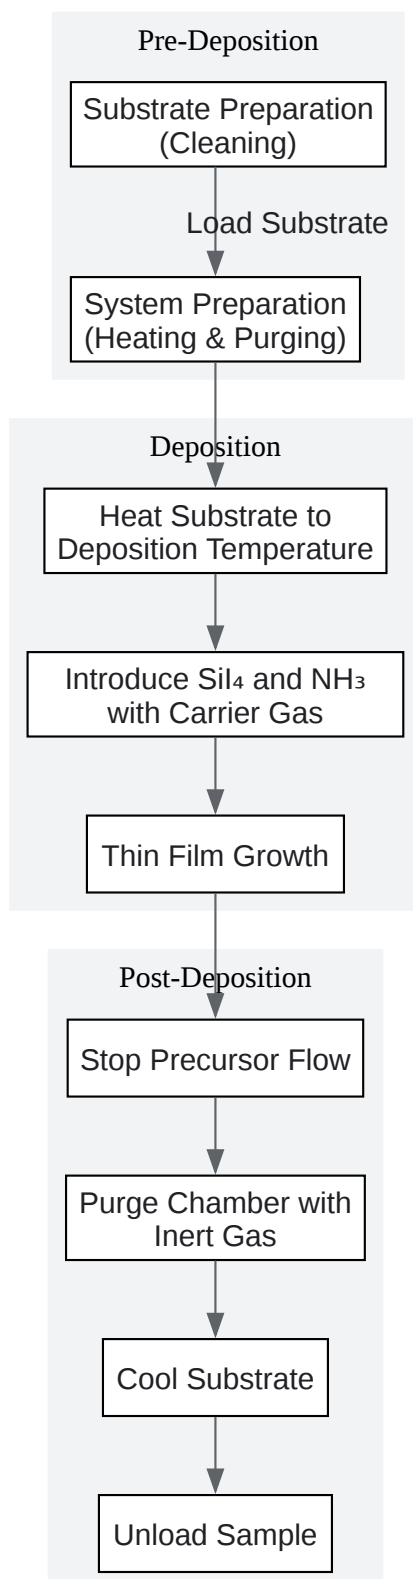 Pre-Deposition
Substrate Preparation
(Cleaning)
Load Substrate
System Preparation
(Heating & Purging)
Deposition
Heat Substrate to
Deposition Temperature
Introduce SiI₄ and NH₃
with Carrier Gas
Thin Film Growth
Post-Deposition
Stop Precursor Flow
Purge Chamber with
Inert Gas
Cool Substrate
Unload Sample